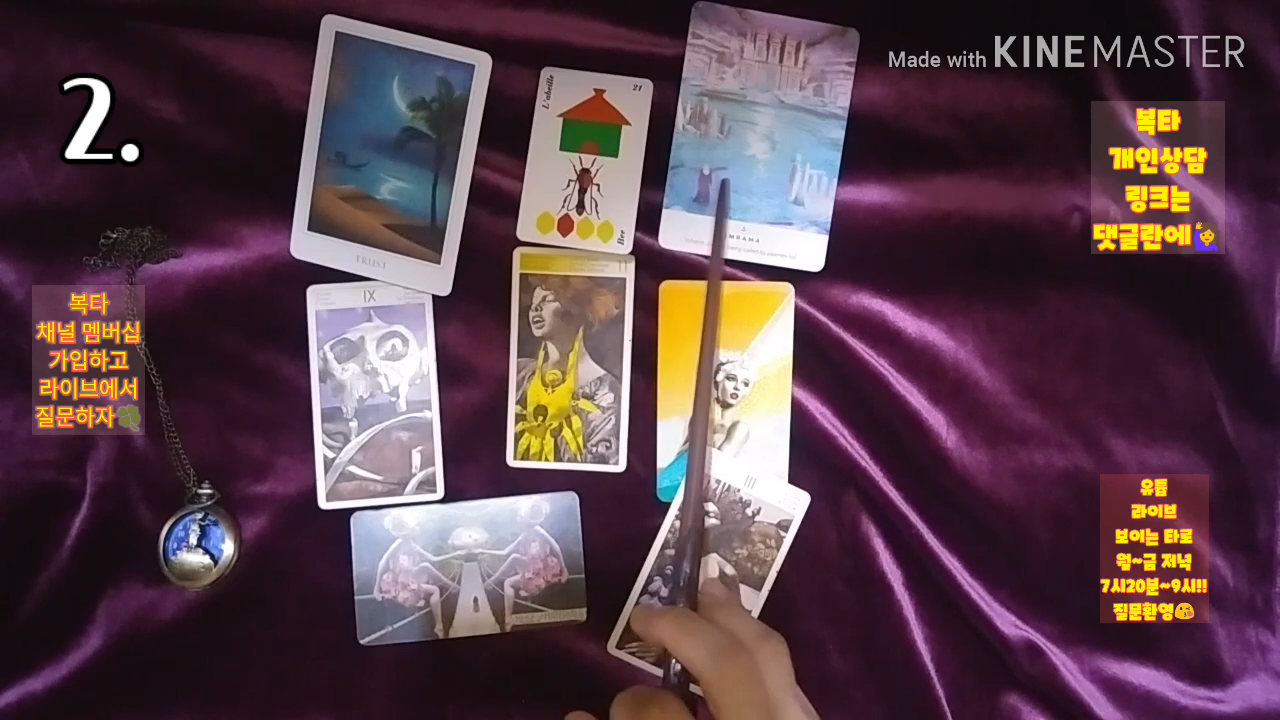 Made with KINEMASTER
2.
복타
개인상담
링크는
댓글란에🙋‍♀️
복타
채널 멤버십
가입하고
라이브에서
질문하자🍀
유튭
라이브
보이는 타로
월~금 저녁
7시20분~9시!!
질문환영😘
TRUST
L'abeille
21
Bee
IX
II
III